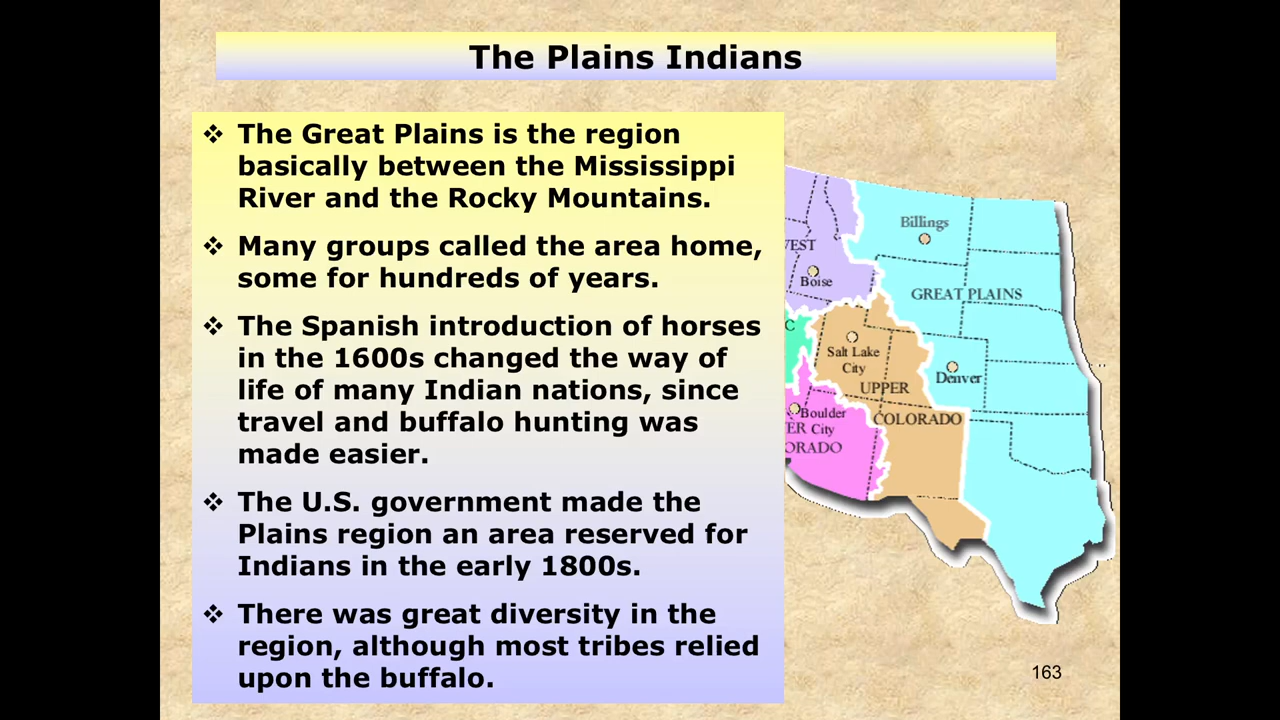 The Plains Indians
❖ The Great Plains is the region
basically between the Mississippi
River and the Rocky Mountains.
❖ Many groups called the area home,
some for hundreds of years.
❖ The Spanish introduction of horses
in the 1600s changed the way of
life of many Indian nations, since
travel and buffalo hunting was
made easier.
❖ The U.S. government made the
Plains region an area reserved for
Indians in the early 1800s.
❖ There was great diversity in the
region, although most tribes relied
upon the buffalo.
Billings
VEST
Boise
GREAT PLAINS
C
Salt Lake
City
UPPER
Denver
Boulder
City
COLORADO
ER
ORADO
163